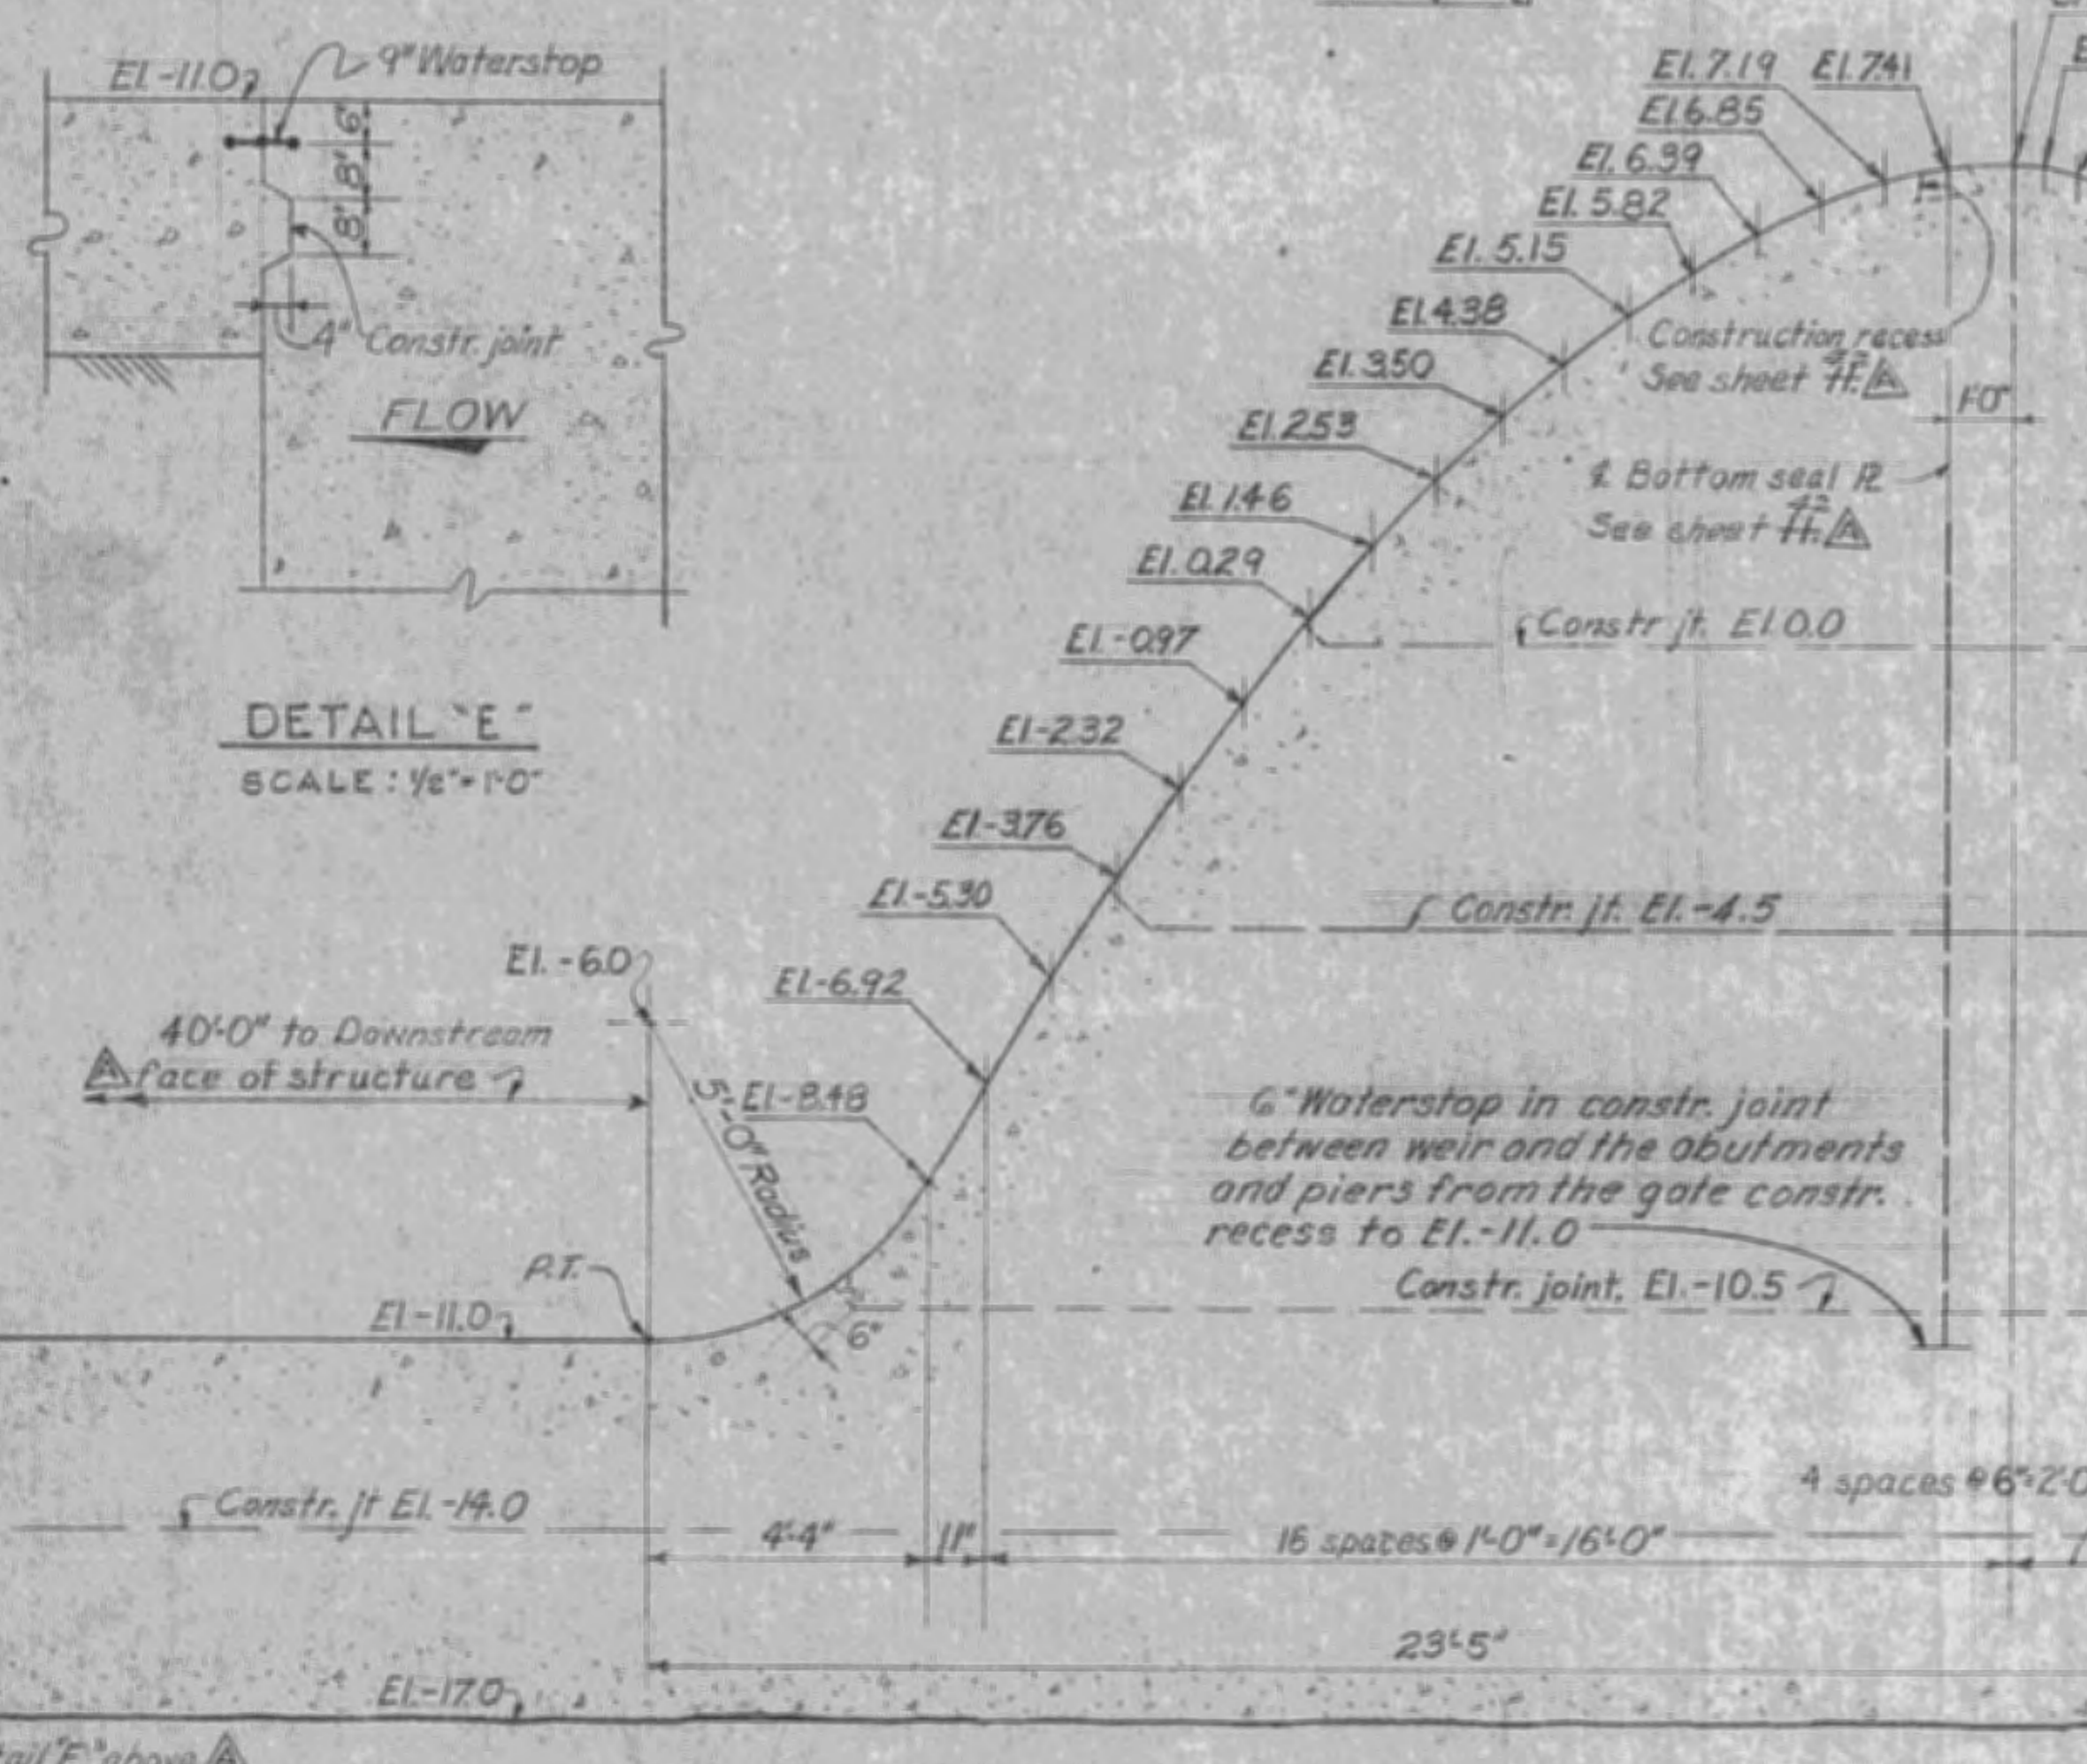 El.-11.0
9" Waterstop
6"
8"
8"
4"
Constr. joint
FLOW
DETAIL "E"
SCALE: 1/2"=1'-0"
El. 7.19 El. 7.41
El. 6.85
El. 6.39
El. 5.82
El. 5.15
El. 4.38
El. 3.50
El. 2.53
El. 1.46
El. 0.29
El. -0.97
El.-2.32
El.-3.76
El.-5.30
El.-6.92
El.-8.48
Construction recess
See sheet 42 A
1'-0"
℄ Bottom seal ℞
See sheet 42 A
Constr jt. El. 0.0
Constr. jt. El. -4.5
El. -6.0
40'-0" to Downstream
A face of structure
5'-0" Radius
6" Waterstop in constr. joint
between weir and the abutments
and piers from the gate constr.
recess to El.-11.0
Constr. joint. El.-10.5
P.T.
El-11.0
6"
Constr. jt El.-14.0
4'-4"
11"
16 spaces @ 1'-0"=16'-0"
4 spaces @ 6"=2'-0
23'-5"
El.-17.0
"E" above A